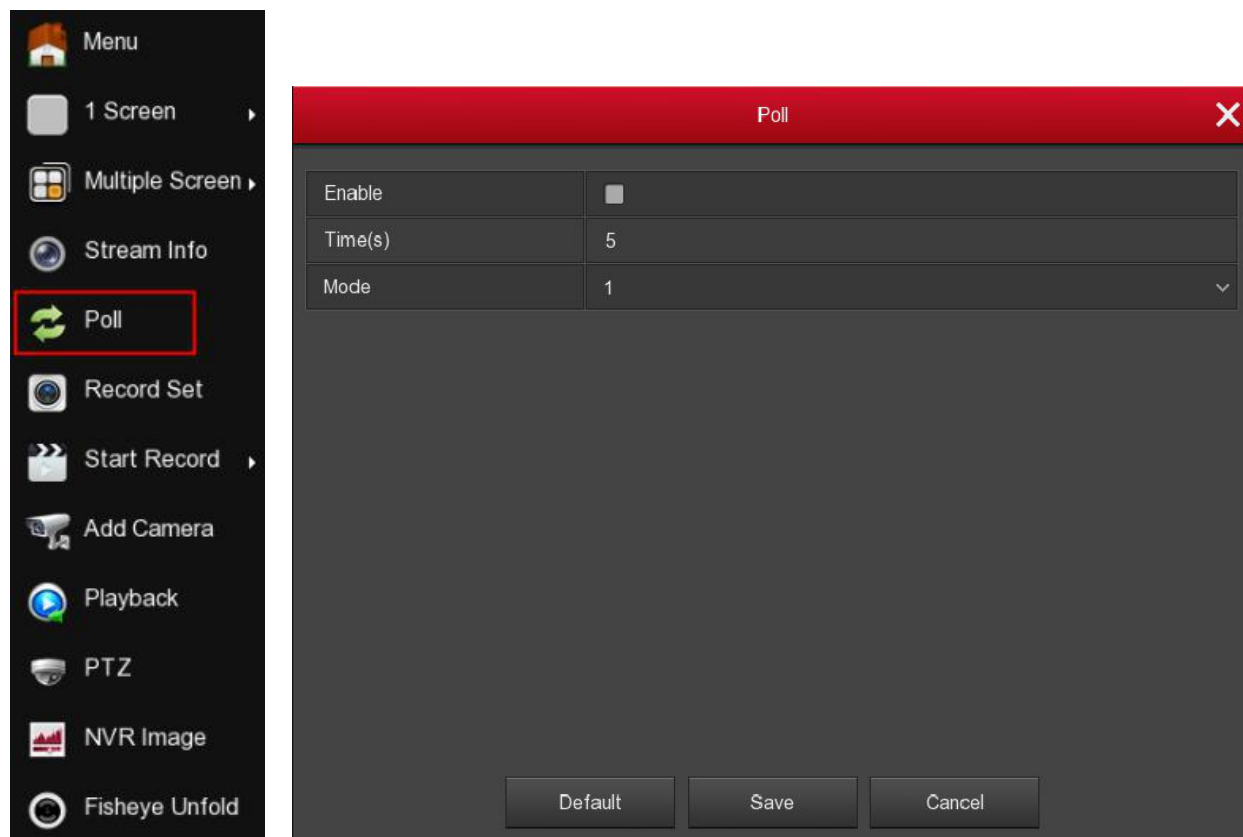 Menu
1 Screen
Multiple Screen
Stream Info
Poll
Record Set
Start Record
Add Camera
Playback
PTZ
NVR Image
Fisheye Unfold
Poll
Enable
Time(s) 5
Mode 1
Default Save Cancel